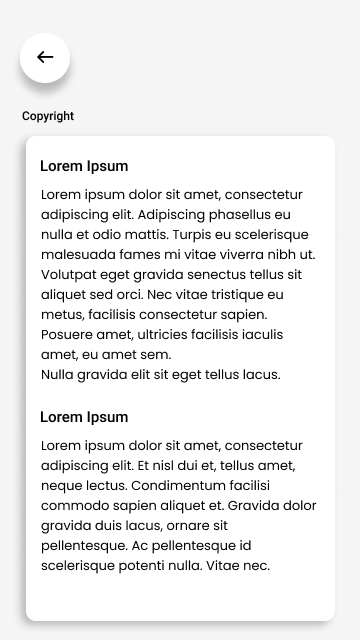 Copyright
Lorem Ipsum
Lorem ipsum dolor sit amet, consectetur
adipiscing elit. Adipiscing phasellus eu
nulla et odio mattis. Turpis eu scelerisque
malesuada fames mi vitae viverra nibh ut.
Volutpat eget gravida senectus tellus sit
aliquet sed orci. Nec vitae tristique eu
metus, facilisis consectetur sapien.
Posuere amet, ultricies facilisis iaculis
amet, eu amet sem.
Nulla gravida elit sit eget tellus lacus.
Lorem Ipsum
Lorem ipsum dolor sit amet, consectetur
adipiscing elit. Et nisl dui et, tellus amet,
neque lectus. Condimentum facilisi
commodo sapien aliquet et. Gravida dolor
gravida duis lacus, ornare sit
pellentesque. Ac pellentesque id
scelerisque potenti nulla. Vitae nec.